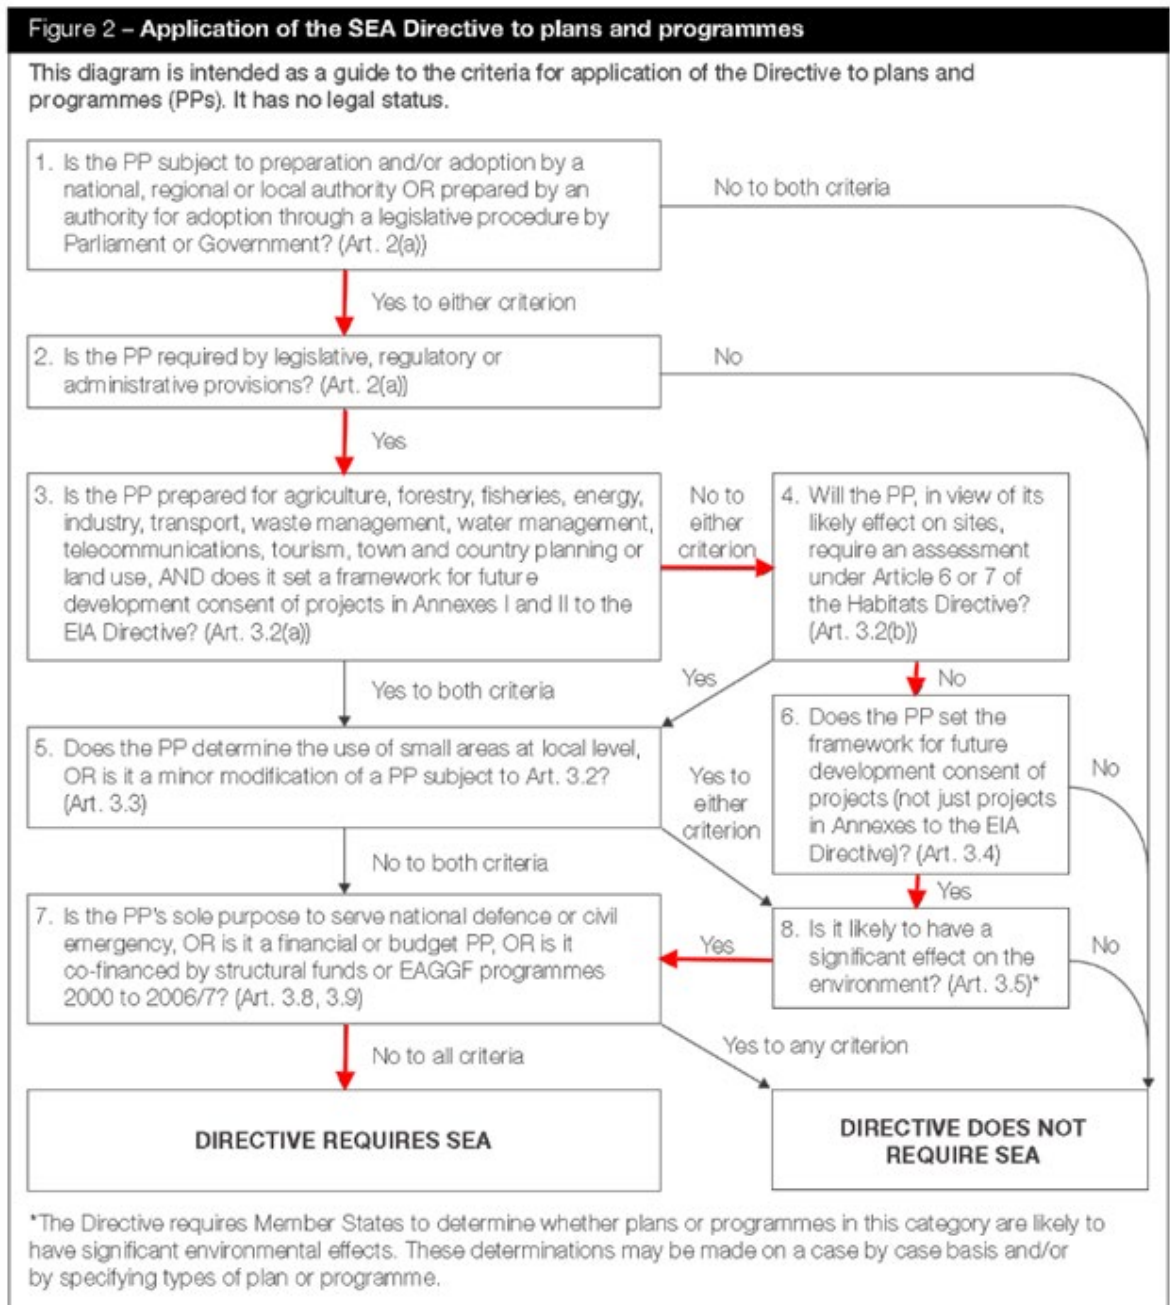 Figure 2 – Application of the SEA Directive to plans and programmes
This diagram is intended as a guide to the criteria for application of the Directive to plans and
programmes (PPs). It has no legal status.
1. Is the PP subject to preparation and/or adoption by a
national, regional or local authority OR prepared by an
authority for adoption through a legislative procedure by
Parliament or Government? (Art. 2(a))
No to both criteria
Yes to either criterion
2. Is the PP required by legislative, regulatory or
administrative provisions? (Art. 2(a))
No
Yes
3. Is the PP prepared for agriculture, forestry, fisheries, energy,
industry, transport, waste management, water management,
telecommunications, tourism, town and country planning or
land use, AND does it set a framework for future
development consent of projects in Annexes I and II to the
EIA Directive? (Art. 3.2(a))
No to
either
criterion
4. Will the PP, in view of its
likely effect on sites,
require an assessment
under Article 6 or 7 of
the Habitats Directive?
(Art. 3.2(b))
Yes to both criteria
Yes
No
5. Does the PP determine the use of small areas at local level,
OR is it a minor modification of a PP subject to Art. 3.2?
(Art. 3.3)
Yes to
either
criterion
6. Does the PP set the
framework for future
development consent of
projects (not just projects
in Annexes to the EIA
Directive)? (Art. 3.4)
No
No to both criteria
Yes
7. Is the PP's sole purpose to serve national defence or civil
emergency, OR is it a financial or budget PP, OR is it
co-financed by structural funds or EAGGF programmes
2000 to 2006/7? (Art. 3.8, 3.9)
Yes
8. Is it likely to have a
significant effect on the
environment? (Art. 3.5)*
No
No to all criteria
Yes to any criterion
DIRECTIVE REQUIRES SEA
DIRECTIVE DOES NOT
REQUIRE SEA
*The Directive requires Member States to determine whether plans or programmes in this category are likely to
have significant environmental effects. These determinations may be made on a case by case basis and/or
by specifying types of plan or programme.